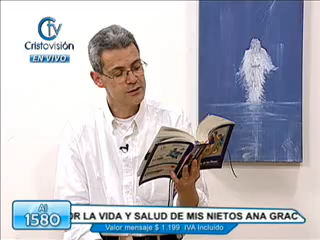 CTV
Cristovisión
EN VIVO
Al
1580
OR LA VIDA Y SALUD DE MIS NIETOS ANA GRAC
Valor mensaje $ 1.199 IVA Incluido